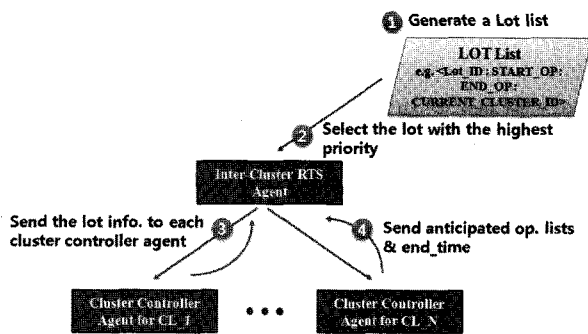 1 Generate a Lot list
LOT List
e.g. <Lot_ID ; START_OP ;
END_OP ;
CURRENT_CLUSTER_ID>
2 Select the lot with the highest
priority
Inter-Cluster RTS
Agent
Send the lot info. to each
cluster controller agent
3
4 Send anticipated op. lists
& end_time
Cluster Controller
Agent for CL_1
Cluster Controller
Agent for CL_N